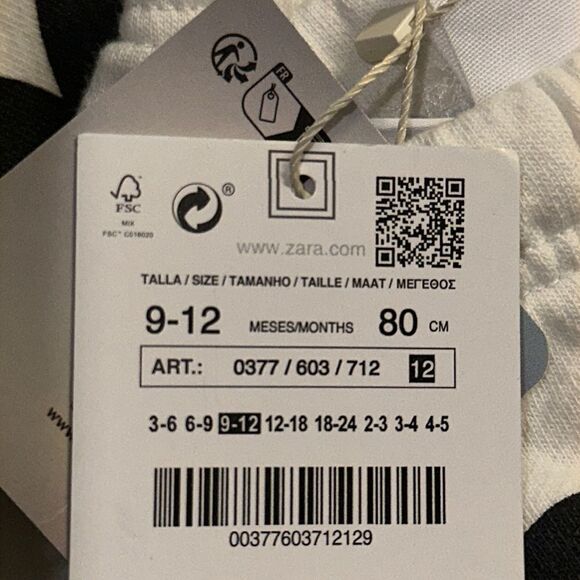 FR
FSC
MIX
FSC™ C016020
®
www.zara.com
TALLA / SIZE / TAMANHO / TAILLE / MAAT / ΜΕΓΕΘΟΣ
9-12 MESES/MONTHS 80 CM
ART.: 0377 / 603 / 712 12
3-6 6-9 9-12 12-18 18-24 2-3 3-4 4-5
00377603712129